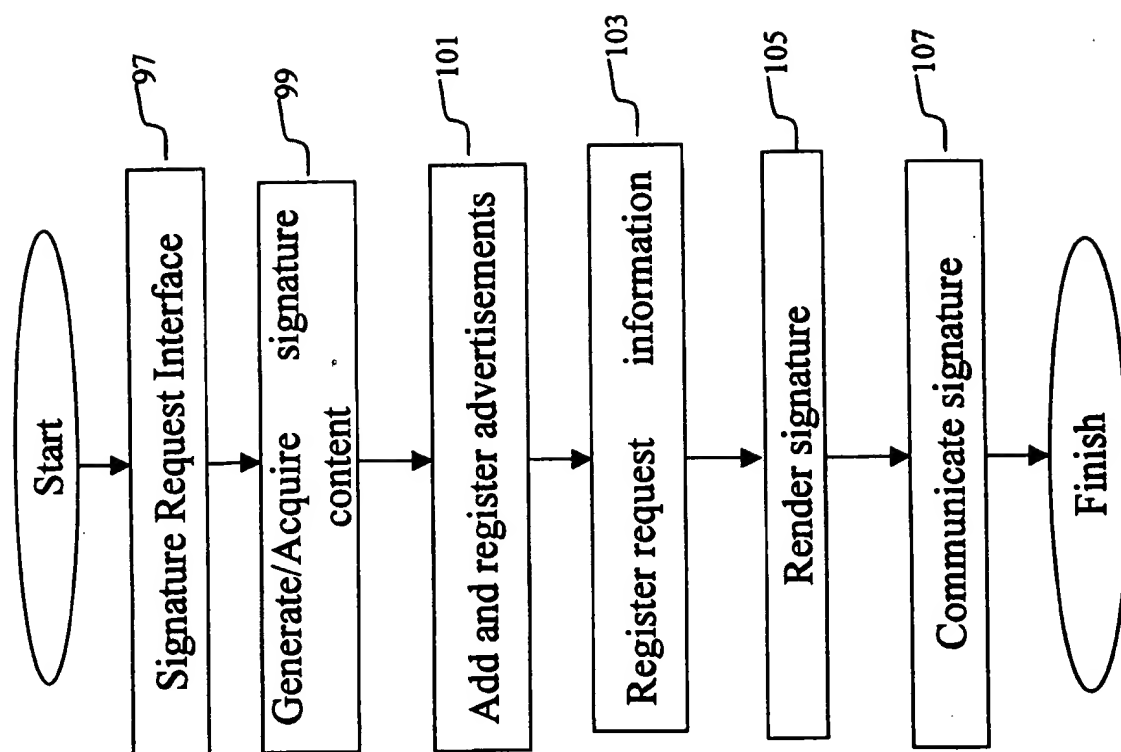 Start
Signature Request Interface
97
Generate/Acquire signature
content
99
Add and register advertisements
101
Register request information
103
Render signature
105
Communicate signature
107
Finish